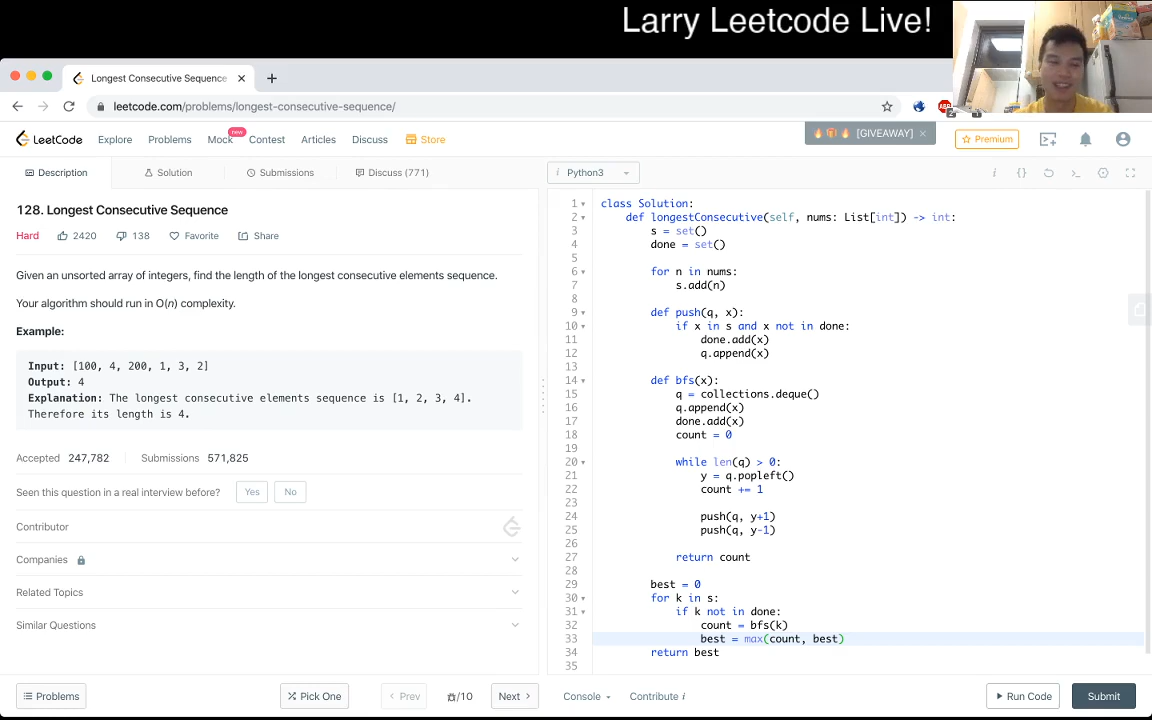 Larry Leetcode Live!
Longest Consecutive Sequence
leetcode.com/problems/longest-consecutive-sequence/
LeetCode Explore Problems Mock new Contest Articles Discuss Store [GIVEAWAY] × Premium
Description Solution Submissions Discuss (771)
i Python3
128. Longest Consecutive Sequence
Hard 2420 138 Favorite Share
Given an unsorted array of integers, find the length of the longest consecutive elements sequence.
Your algorithm should run in O(n) complexity.
Example:
Input: [100, 4, 200, 1, 3, 2]
Output: 4
Explanation: The longest consecutive elements sequence is [1, 2, 3, 4].
Therefore its length is 4.
Accepted 247,782 Submissions 571,825
Seen this question in a real interview before? Yes No
Contributor
Companies
Related Topics
Similar Questions
1 class Solution:
2 def longestConsecutive(self, nums: List[int]) -> int:
3 s = set()
4 done = set()
5
6 for n in nums:
7 s.add(n)
8
9 def push(q, x):
10 if x in s and x not in done:
11 done.add(x)
12 q.append(x)
13
14 def bfs(x):
15 q = collections.deque()
16 q.append(x)
17 done.add(x)
18 count = 0
19
20 while len(q) > 0:
21 y = q.popleft()
22 count += 1
23
24 push(q, y+1)
25 push(q, y-1)
26
27 return count
28
29 best = 0
30 for k in s:
31 if k not in done:
32 count = bfs(k)
33 best = max(count, best)
34 return best
35
Problems Pick One Prev /10 Next Console Contribute i Run Code Submit